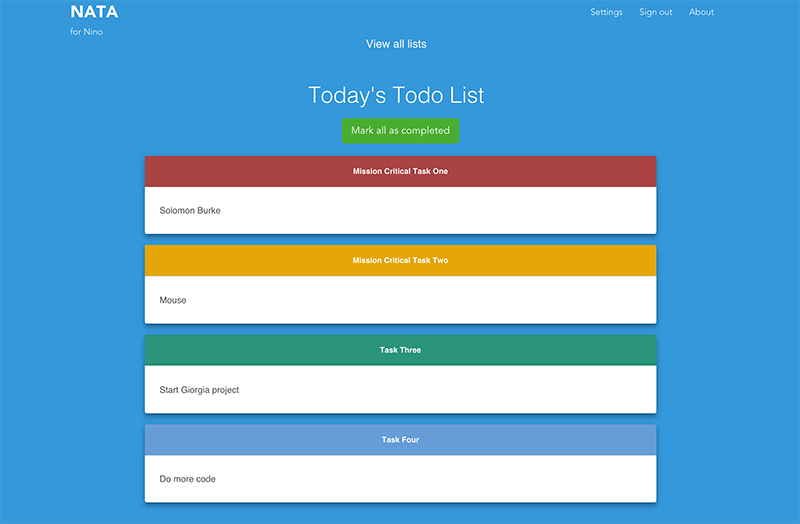 NATA
Settings Sign out About
for Nino
View all lists
Today's Todo List
Mark all as completed
Mission Critical Task One
Solomon Burke
Mission Critical Task Two
Mouse
Task Three
Start Giorgia project
Task Four
Do more code